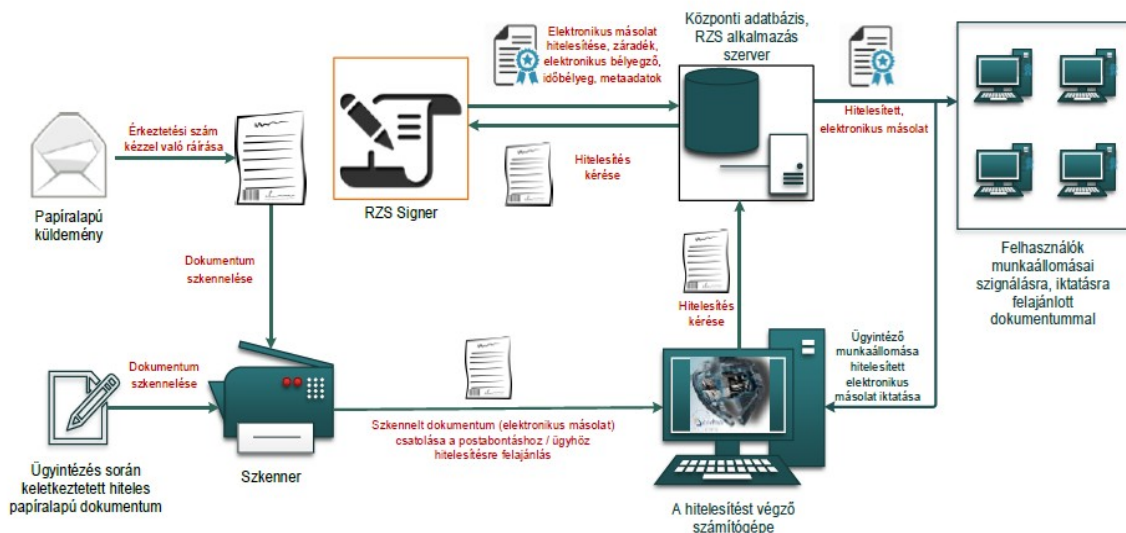 Elektronikus másolat
hitelesítése, záradék,
elektronikus bélyegző,
időbélyeg, metaadatok
Központi adatbázis,
RZS alkalmazás
szerver
Érkeztetési szám
kézzel való ráírása
Hitelesített,
elektronikus másolat
Hitelesítés
kérése
Papíralapú
küldemény
RZS Signer
Felhasználók
munkaállomásai
szignálásra, iktatásra
felajánlott
dokumentummal
Dokumentum
szkennelése
Hitelesítés
kérése
Dokumentum
szkennelése
Ügyintéző
munkaállomása
hitelesített
elektronikus
másolat iktatása
Szkennelt dokumentum (elektronikus másolat)
csatolása a postabontáshoz / ügyhöz
hitelesítésre felajánlás
Ügyintézés során
keletkeztetett hiteles
papíralapú dokumentum
Szkenner
A hitelesítést végző
számítógépe